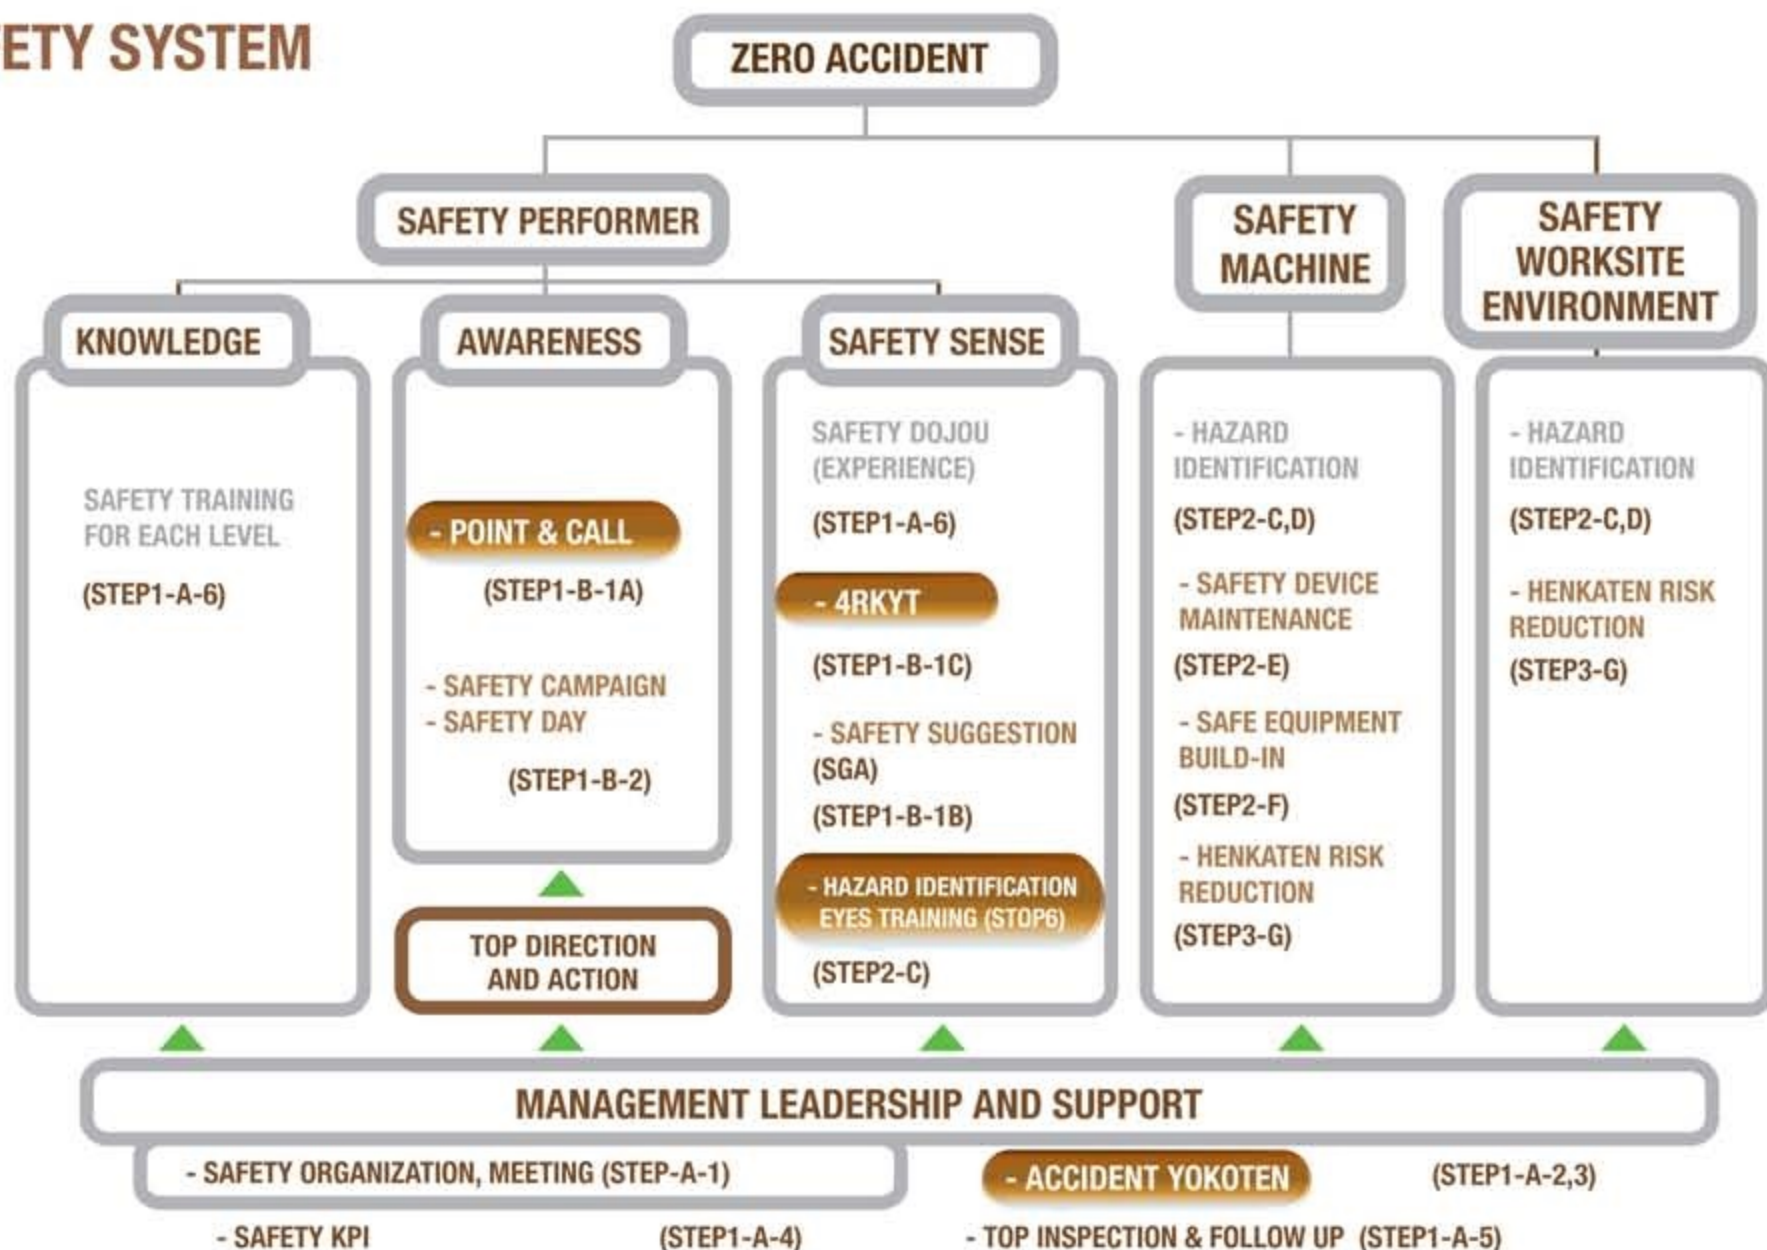 ETY SYSTEM
ZERO ACCIDENT
SAFETY PERFORMER
SAFETY
MACHINE
SAFETY
WORKSITE
ENVIRONMENT
KNOWLEDGE
SAFETY TRAINING
FOR EACH LEVEL
(STEP1-A-6)
AWARENESS
- POINT & CALL
(STEP1-B-1A)
- SAFETY CAMPAIGN
- SAFETY DAY
(STEP1-B-2)
TOP DIRECTION
AND ACTION
SAFETY SENSE
SAFETY DOJOU
(EXPERIENCE)
(STEP1-A-6)
- 4RKYT
(STEP1-B-1C)
- SAFETY SUGGESTION
(SGA)
(STEP1-B-1B)
- HAZARD IDENTIFICATION
EYES TRAINING (STOP6)
(STEP2-C)
- HAZARD
IDENTIFICATION
(STEP2-C,D)
- SAFETY DEVICE
MAINTENANCE
(STEP2-E)
- SAFE EQUIPMENT
BUILD-IN
(STEP2-F)
- HENKATEN RISK
REDUCTION
(STEP3-G)
- HAZARD
IDENTIFICATION
(STEP2-C,D)
- HENKATEN RISK
REDUCTION
(STEP3-G)
MANAGEMENT LEADERSHIP AND SUPPORT
- SAFETY ORGANIZATION, MEETING (STEP-A-1)
- ACCIDENT YOKOTEN (STEP1-A-2,3)
- SAFETY KPI (STEP1-A-4)
- TOP INSPECTION & FOLLOW UP (STEP1-A-5)